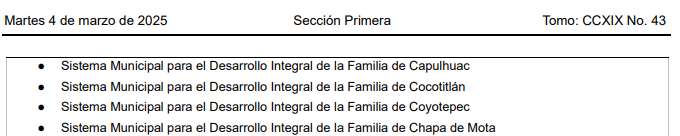 Martes 4 de marzo de 2025 Sección Primera Tomo: CCXIX No. 43
● Sistema Municipal para el Desarrollo Integral de la Familia de Capulhuac
● Sistema Municipal para el Desarrollo Integral de la Familia de Cocotitlán
● Sistema Municipal para el Desarrollo Integral de la Familia de Coyotepec
● Sistema Municipal para el Desarrollo Integral de la Familia de Chapa de Mota